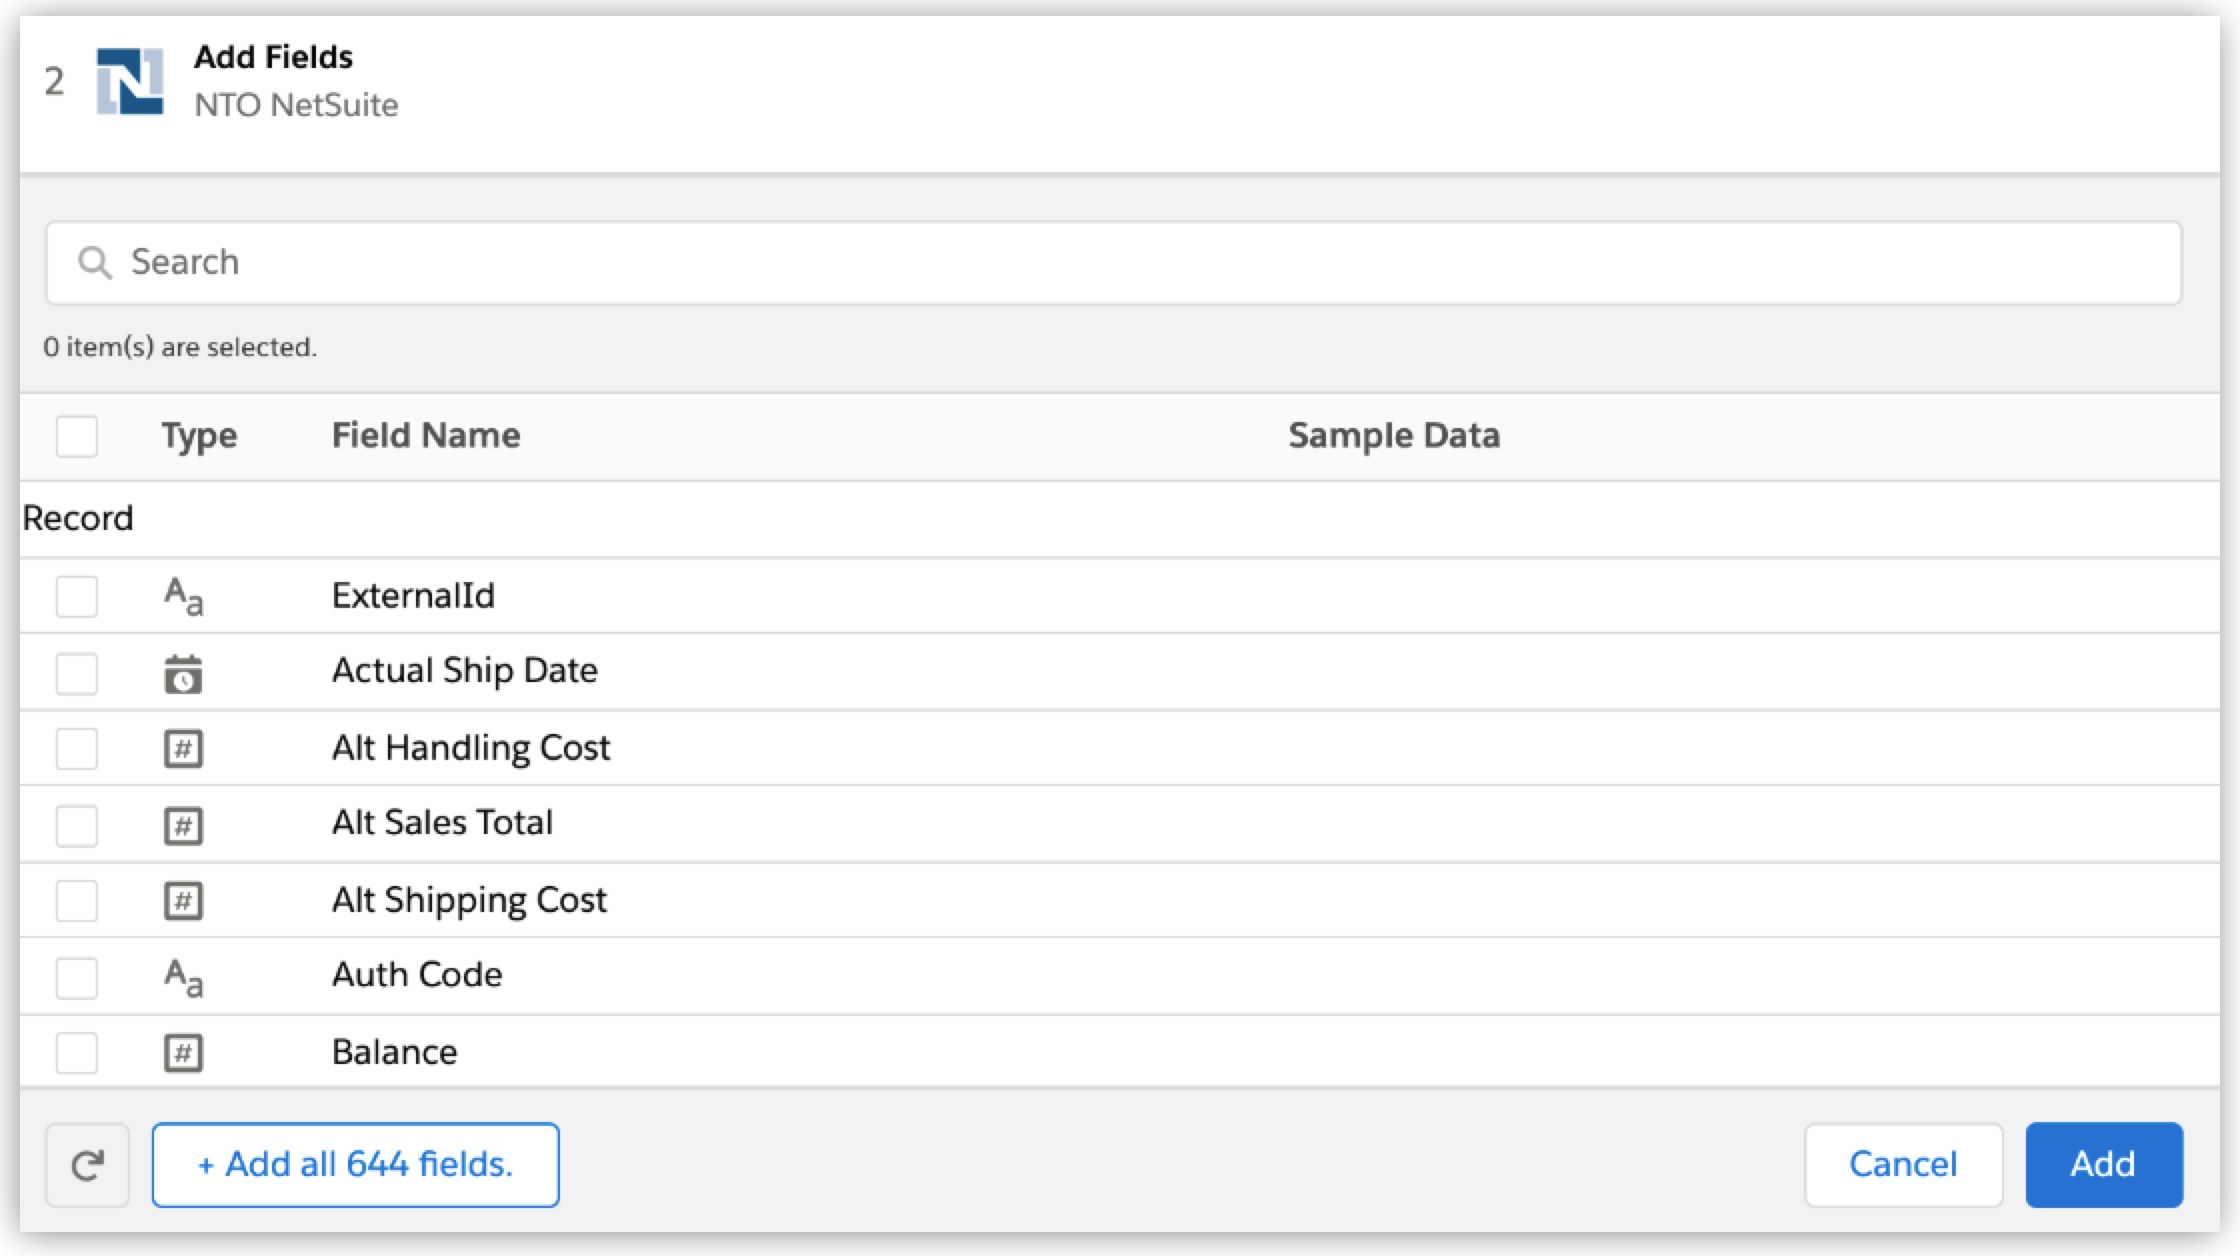 2
N
Add Fields
NTO NetSuite
Search
0 item(s) are selected.
Type Field Name Sample Data
Record
Aa ExternalId
Actual Ship Date
# Alt Handling Cost
# Alt Sales Total
# Alt Shipping Cost
Aa Auth Code
# Balance
+ Add all 644 fields. Cancel Add